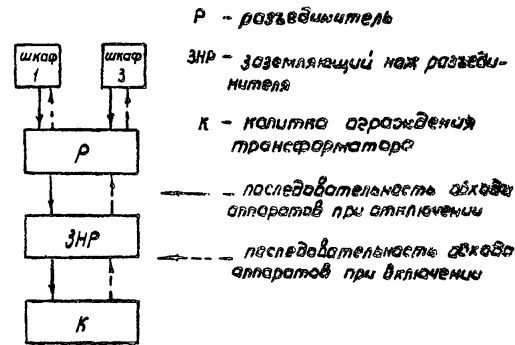 Р - разъединитель
ЗНР - заземляющий нож разъеди-
нителя
К - калитка ограждения
трансформатора
последовательность обхода
аппаратов при отключении
последовательность обхода
аппаратов при включении
шкаф
1
шкаф
3
Р
ЗНР
К